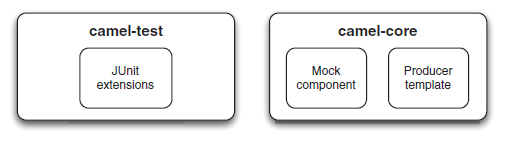 camel-test
JUnit
extensions
camel-core
Mock
component
Producer
template